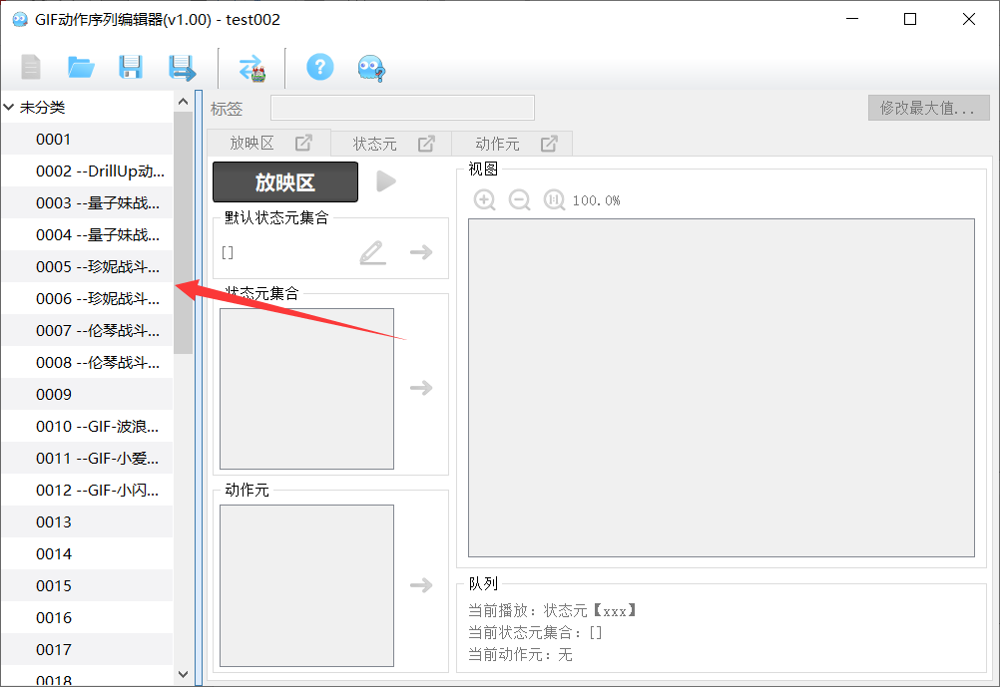 GIF动作序列编辑器(v1.00) - test002
未分类
0001
0002 --DrillUp动...
0003 --量子妹战...
0004 --量子妹战...
0005 --珍妮战斗...
0006 --珍妮战斗...
0007 --伦琴战斗...
0008 --伦琴战斗...
0009
0010 --GIF-波浪...
0011 --GIF-小爱...
0012 --GIF-小闪...
0013
0014
0015
0016
0017
0018
标签
修改最大值...
放映区
状态元
动作元
放映区
默认状态元集合
[]
状态元集合
动作元
视图
100.0%
队列
当前播放: 状态元【xxx】
当前状态元集合: []
当前动作元: 无